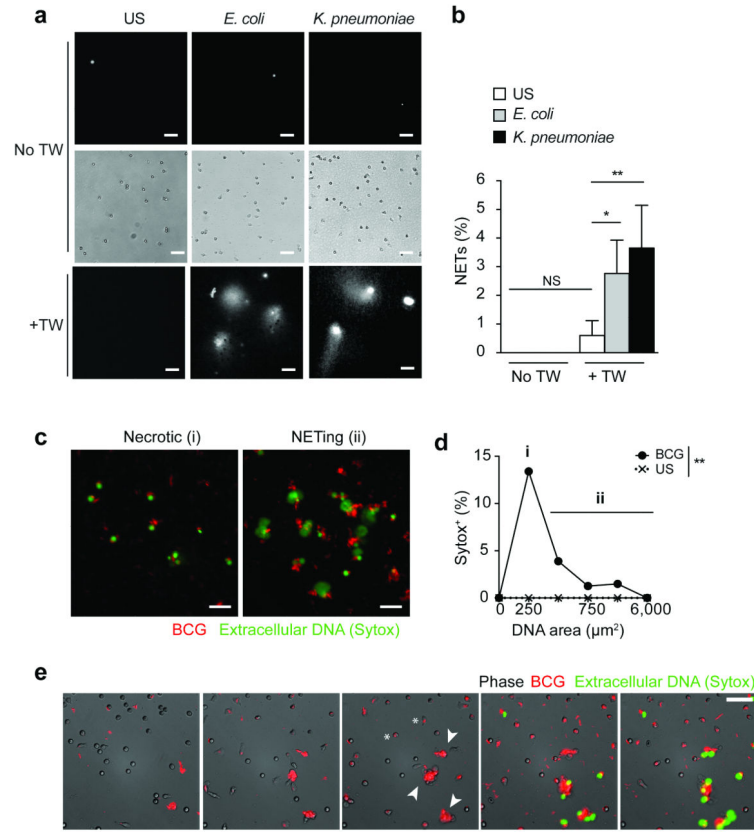 a
US
E. coli
K. pneumoniae
No TW
+TW
b
US
E. coli
K. pneumoniae
NETs (%)
6
5
4
3
2
1
0
NS
*
**
No TW
+ TW
c
Necrotic (i)
NETing (ii)
BCG Extracellular DNA (Sytox)
d
Sytox+ (%)
15
10
5
0
i
ii
BCG
US
**
0 250 750 6,000
DNA area (µm²)
e
Phase BCG Extracellular DNA (Sytox)
*
*